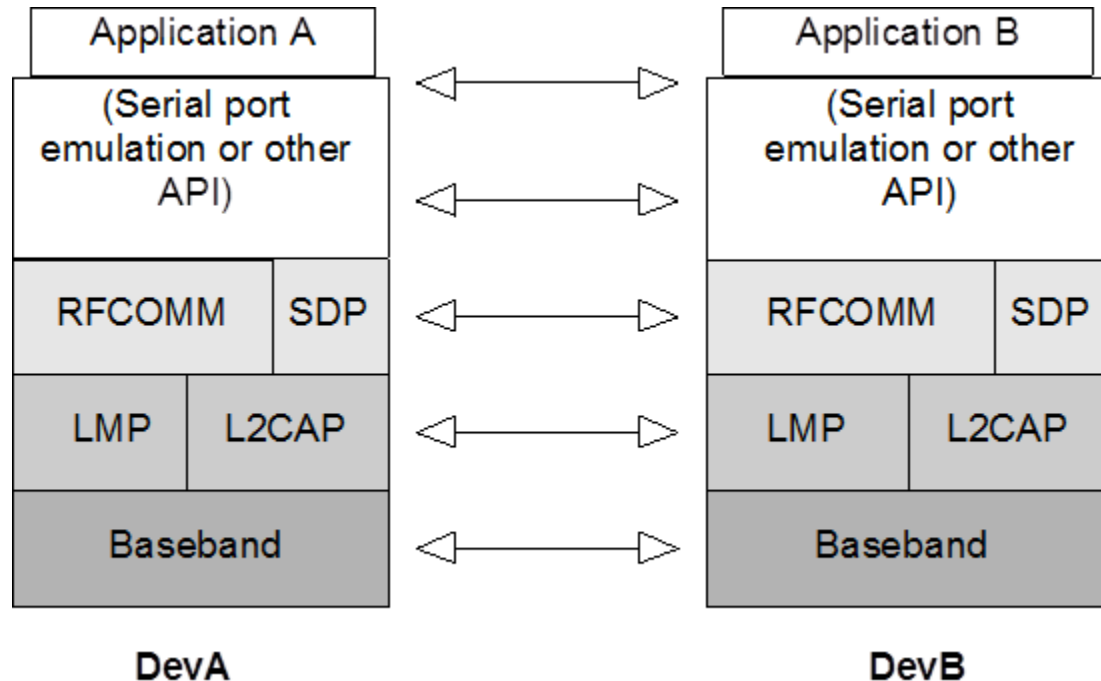 Application A
(Serial port
emulation or other
API)
RFCOMM
SDP
LMP
L2CAP
Baseband
DevA
Application B
(Serial port
emulation or other
API)
RFCOMM
SDP
LMP
L2CAP
Baseband
DevB